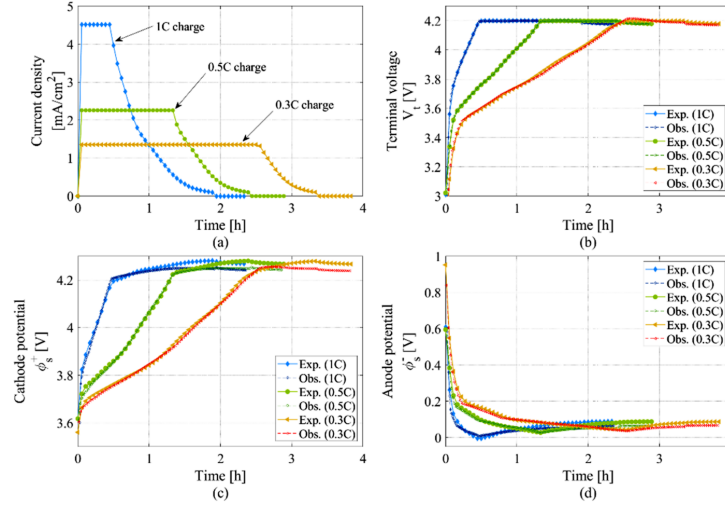 5
4
3
2
1
0
Current density
[mA/cm²]
1C charge
0.5C charge
0.3C charge
0 1 2 3 4
Time [h]
(a)
4.2
4
3.8
3.6
3.4
3.2
3
Terminal voltage
V_t [V]
Exp. (1C)
Obs. (1C)
Exp. (0.5C)
Obs. (0.5C)
Exp. (0.3C)
Obs. (0.3C)
0 1 2 3
Time [h]
(b)
4.2
4
3.8
3.6
Cathode potential
ϕ_s^+ [V]
Exp. (1C)
Obs. (1C)
Exp. (0.5C)
Obs. (0.5C)
Exp. (0.3C)
Obs. (0.3C)
0 1 2 3 4
Time [h]
(c)
1
0.8
0.6
0.4
0.2
0
Anode potential
ϕ_s^- [V]
Exp. (1C)
Obs. (1C)
Exp. (0.5C)
Obs. (0.5C)
Exp. (0.3C)
Obs. (0.3C)
0 1 2 3
Time [h]
(d)